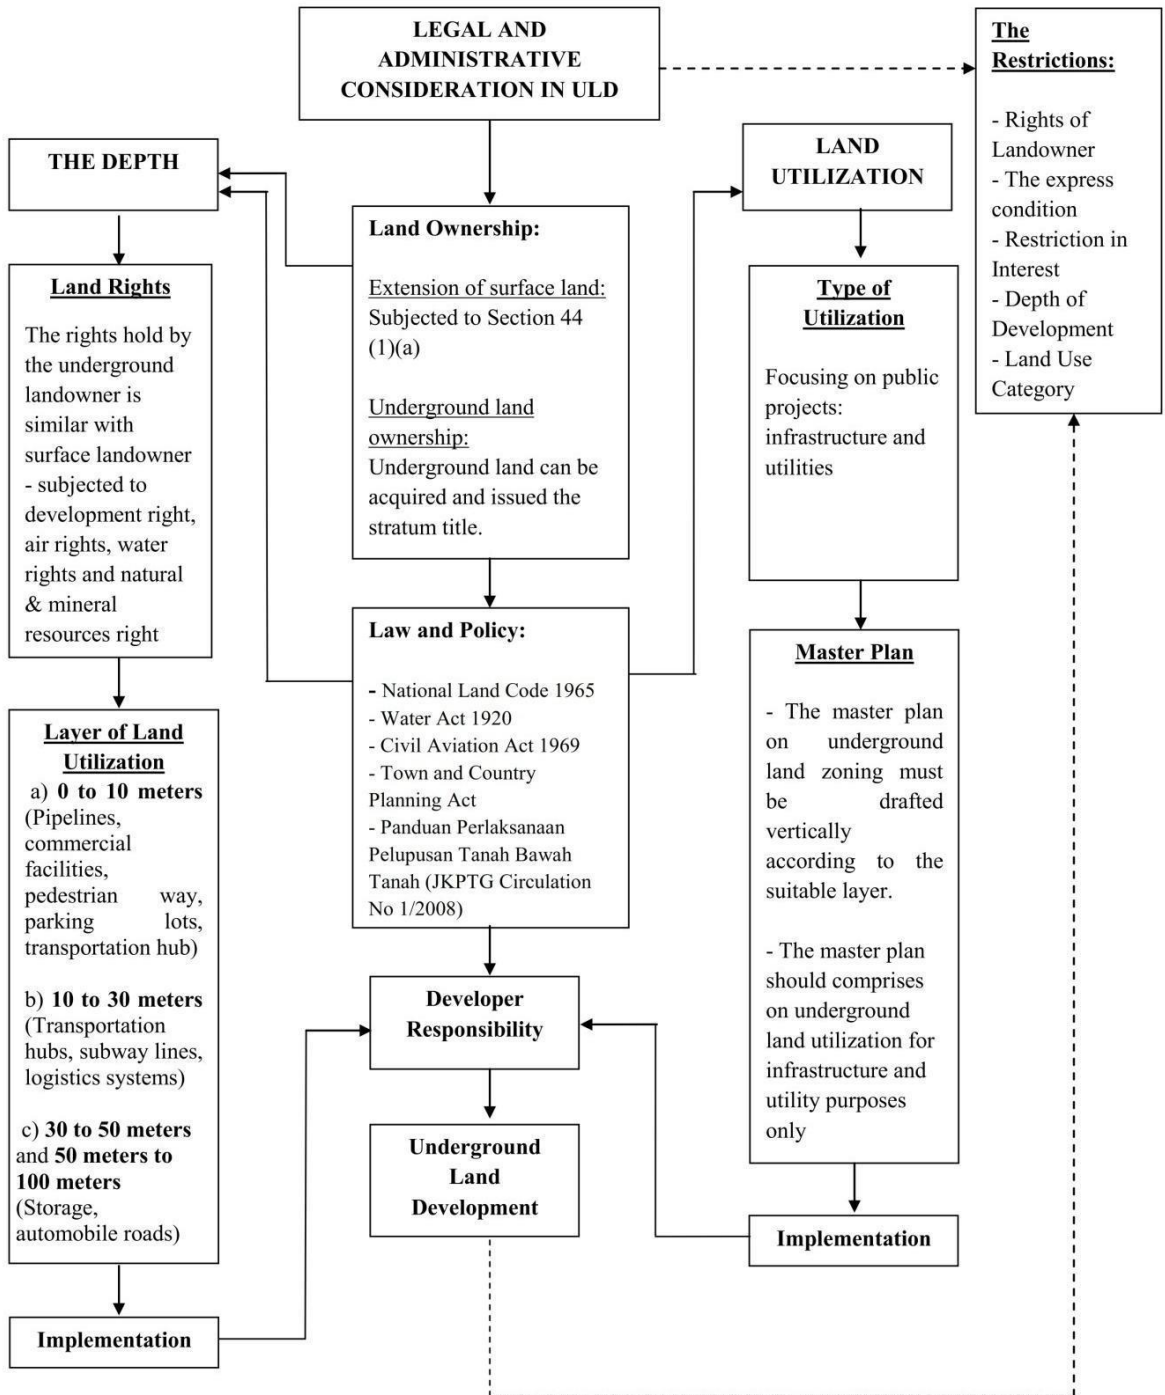 LEGAL AND
ADMINISTRATIVE
CONSIDERATION IN ULD
The
Restrictions:
- Rights of
Landowner
- The express
condition
- Restriction in
Interest
- Depth of
Development
- Land Use
Category
THE DEPTH
LAND
UTILIZATION
Land Ownership:
Extension of surface land:
Subjected to Section 44
(1)(a)
Underground land
ownership:
Underground land can be
acquired and issued the
stratum title.
Land Rights
The rights hold by
the underground
landowner is
similar with
surface landowner
- subjected to
development right,
air rights, water
rights and natural
& mineral
resources right
Type of
Utilization
Focusing on public
projects:
infrastructure and
utilities
Law and Policy:
- National Land Code 1965
- Water Act 1920
- Civil Aviation Act 1969
- Town and Country
Planning Act
- Panduan Perlaksanaan
Pelupusan Tanah Bawah
Tanah (JKPTG Circulation
No 1/2008)
Master Plan
- The master plan
on underground
land zoning must
be drafted
vertically
according to the
suitable layer.
- The master plan
should comprises
on underground
land utilization for
infrastructure and
utility purposes
only
Layer of Land
Utilization
a) 0 to 10 meters
(Pipelines,
commercial
facilities,
pedestrian way,
parking lots,
transportation hub)
b) 10 to 30 meters
(Transportation
hubs, subway lines,
logistics systems)
c) 30 to 50 meters
and 50 meters to
100 meters
(Storage,
automobile roads)
Developer
Responsibility
Underground
Land
Development
Implementation
Implementation